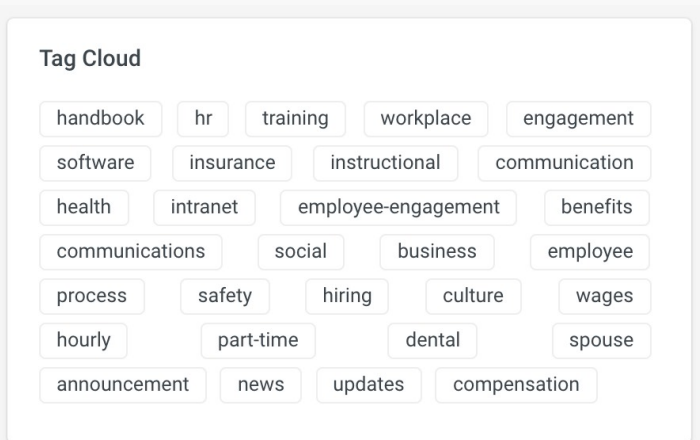 Tag Cloud
handbook hr training workplace engagement
software insurance instructional communication
health intranet employee-engagement benefits
communications social business employee
process safety hiring culture wages
hourly part-time dental spouse
announcement news updates compensation